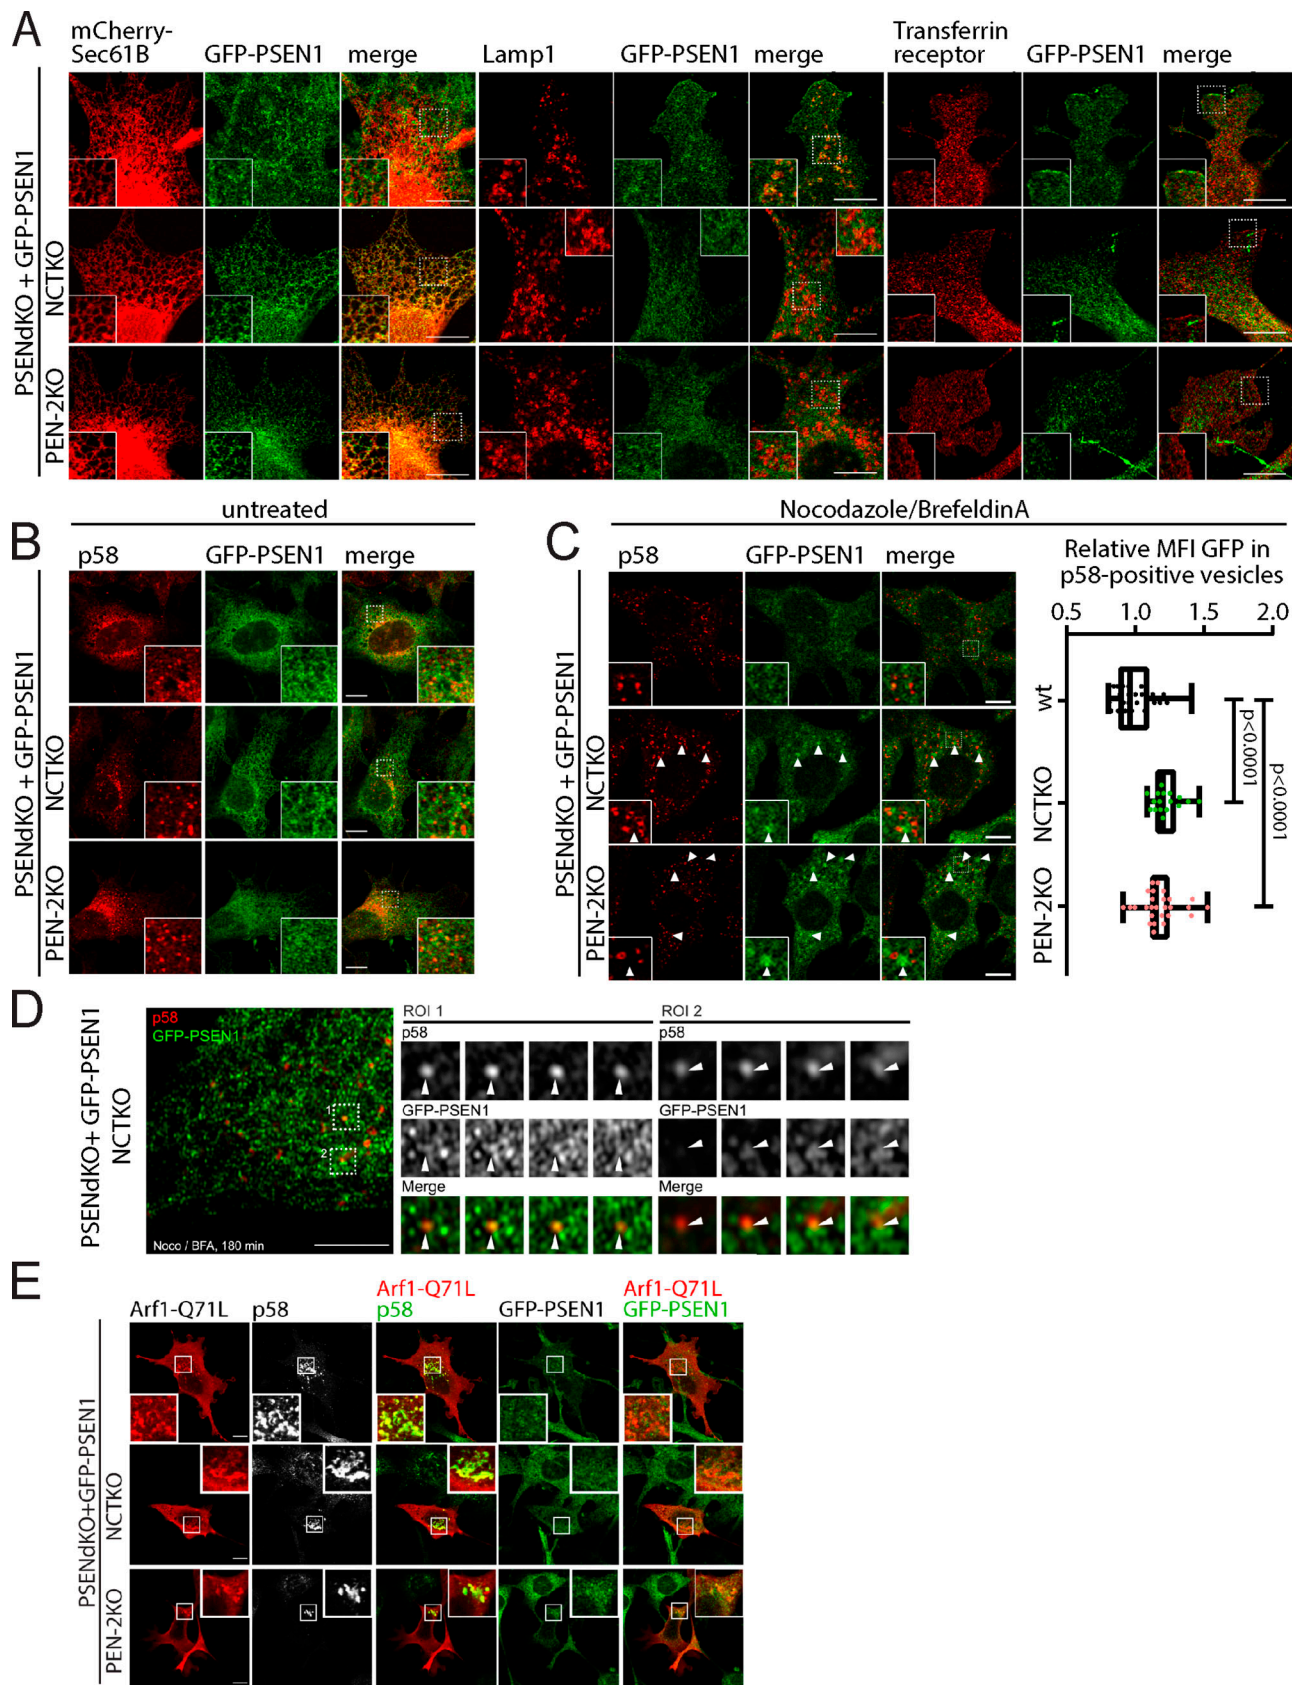 A
mCherry-
Sec61B
GFP-PSEN1
merge
Lamp1
GFP-PSEN1
merge
Transferrin
receptor
GFP-PSEN1
merge
PSENdKO + GFP-PSEN1
NCTKO
PEN-2KO
B
untreated
p58
GFP-PSEN1
merge
PSENdKO + GFP-PSEN1
NCTKO
PEN-2KO
C
Nocodazole/BrefeldinA
p58
GFP-PSEN1
merge
PSENdKO + GFP-PSEN1
NCTKO
PEN-2KO
Relative MFI GFP in
p58-positive vesicles
0.5 1.0 1.5 2.0
wt
NCTKO
PEN-2KO
p<0.0001
p<0.0001
D
PSENdKO+ GFP-PSEN1
NCTKO
p58
GFP-PSEN1
1
2
Noco / BFA, 180 min
ROI 1
p58
GFP-PSEN1
Merge
ROI 2
p58
GFP-PSEN1
Merge
E
Arf1-Q71L
p58
Arf1-Q71L
p58
GFP-PSEN1
Arf1-Q71L
GFP-PSEN1
PSENdKO+GFP-PSEN1
NCTKO
PEN-2KO